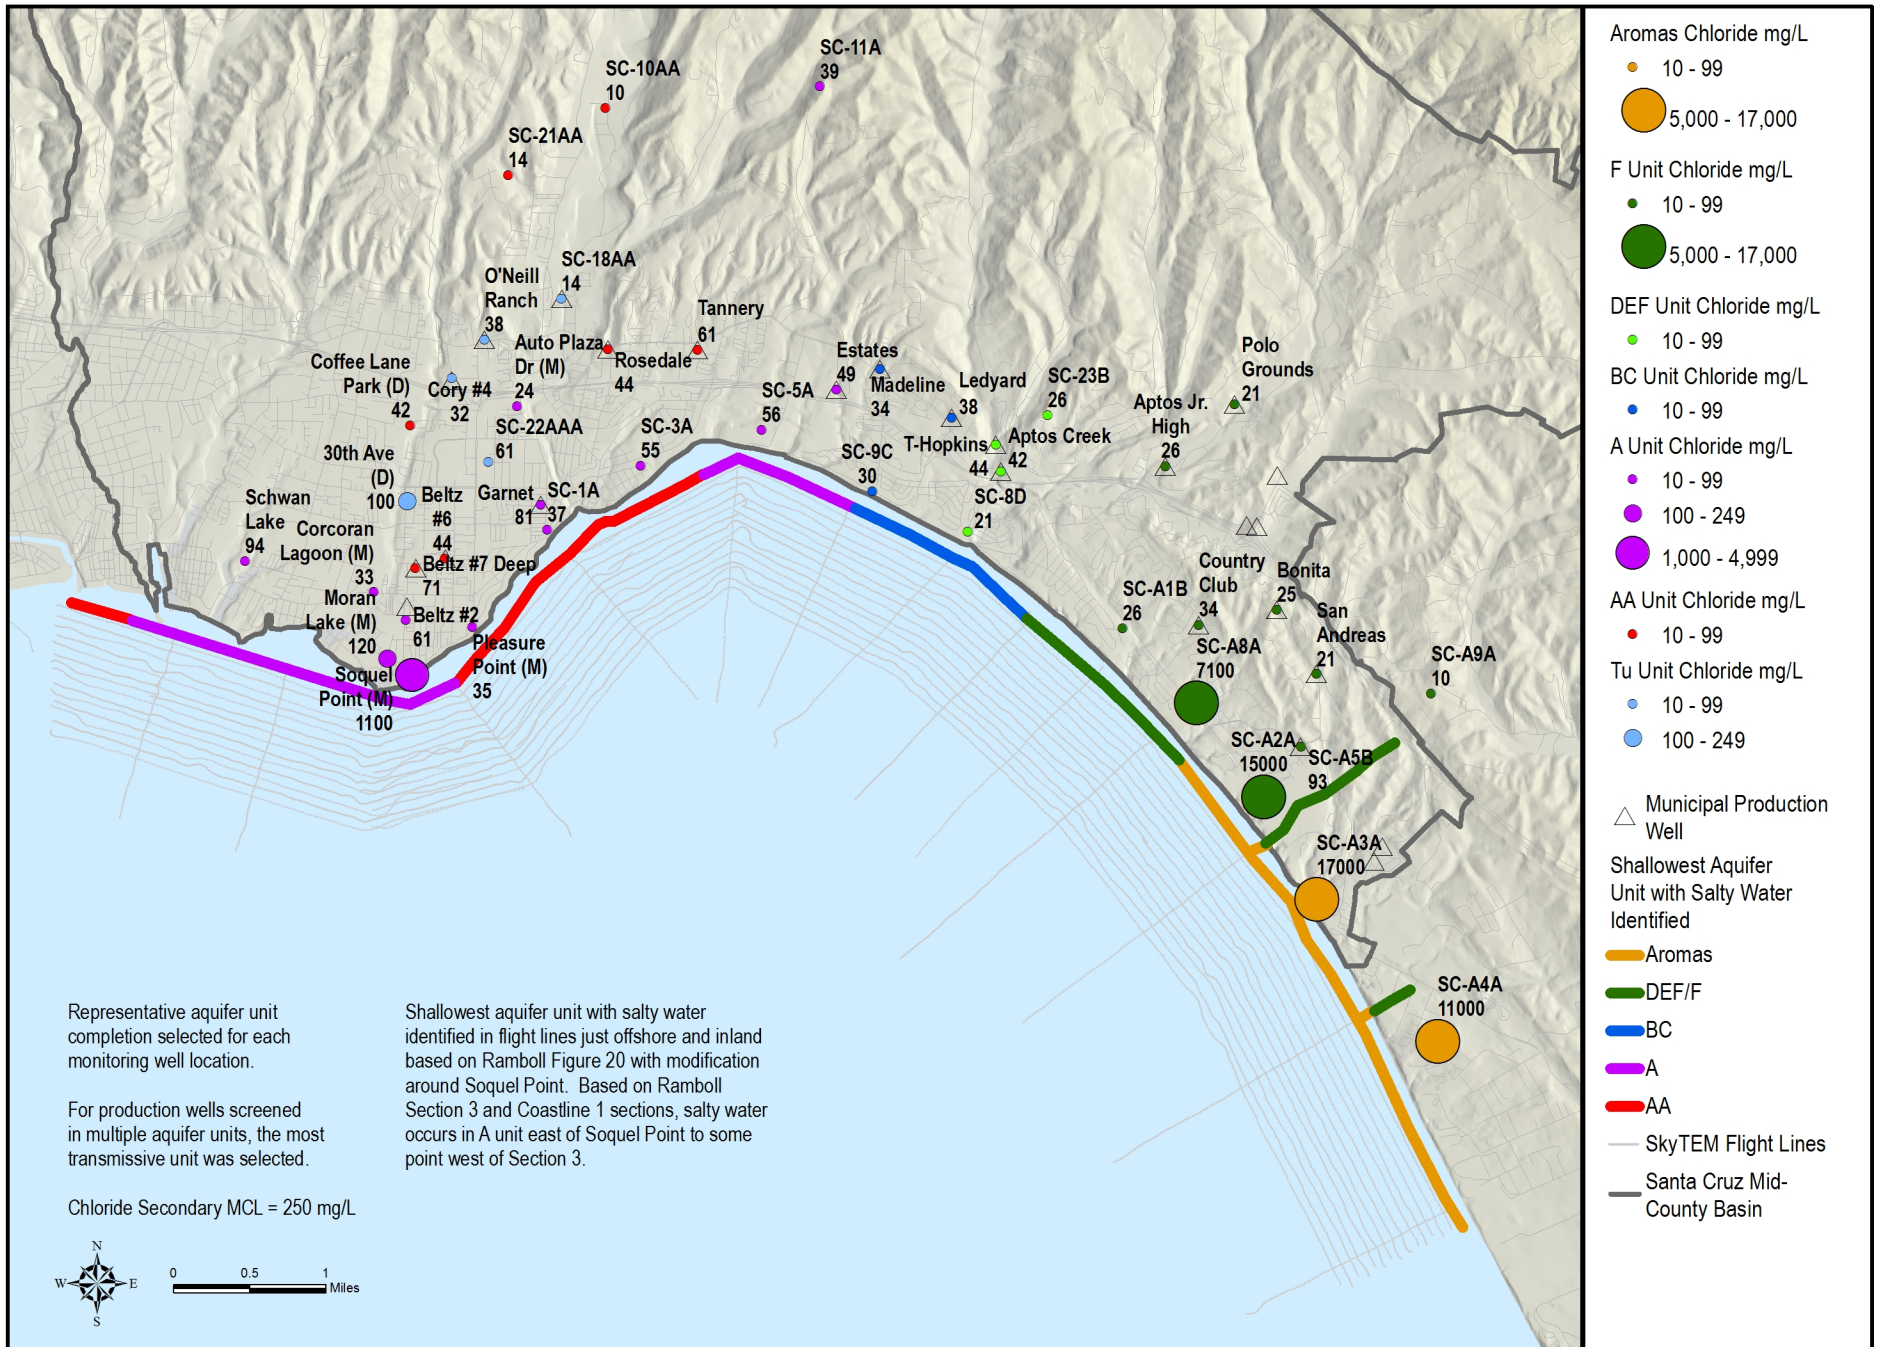 SC-11A
39
SC-10AA
10
SC-21AA
14
SC-18AA
14
O'Neill
Ranch
38
Tannery
61
Auto Plaza
Dr (M)
24
Rosedale
44
Coffee Lane
Park (D)
42
Cory #4
32
Estates
49
Madeline
34
Ledyard
38
SC-23B
26
Polo
Grounds
21
Aptos Jr.
High
26
SC-5A
56
SC-22AAA
61
SC-3A
55
T-Hopkins
44
Aptos Creek
42
SC-9C
30
30th Ave
(D)
100
Beltz
#6
44
Garnet
81
SC-1A
37
SC-8D
21
Schwan
Lake
94
Corcoran
Lagoon (M)
33
Beltz #7 Deep
71
Moran
Lake (M)
120
Beltz #2
61
Pleasure
Point (M)
35
Soquel
Point (M)
1100
Country
Club
34
Bonita
25
SC-A1B
26
San
Andreas
21
SC-A8A
7100
SC-A9A
10
SC-A2A
15000
SC-A5B
93
SC-A3A
17000
SC-A4A
11000
Representative aquifer unit
completion selected for each
monitoring well location.
For production wells screened
in multiple aquifer units, the most
transmissive unit was selected.
Chloride Secondary MCL = 250 mg/L
Shallowest aquifer unit with salty water
identified in flight lines just offshore and inland
based on Ramboll Figure 20 with modification
around Soquel Point.  Based on Ramboll
Section 3 and Coastline 1 sections, salty water
occurs in A unit east of Soquel Point to some
point west of Section 3.
N
W
E
S
0
0.5
1
Miles
Aromas Chloride mg/L
10 - 99
5,000 - 17,000
F Unit Chloride mg/L
10 - 99
5,000 - 17,000
DEF Unit Chloride mg/L
10 - 99
BC Unit Chloride mg/L
10 - 99
A Unit Chloride mg/L
10 - 99
100 - 249
1,000 - 4,999
AA Unit Chloride mg/L
10 - 99
Tu Unit Chloride mg/L
10 - 99
100 - 249
Municipal Production
Well
Shallowest Aquifer
Unit with Salty Water
Identified
Aromas
DEF/F
BC
A
AA
SkyTEM Flight Lines
Santa Cruz Mid-
County Basin